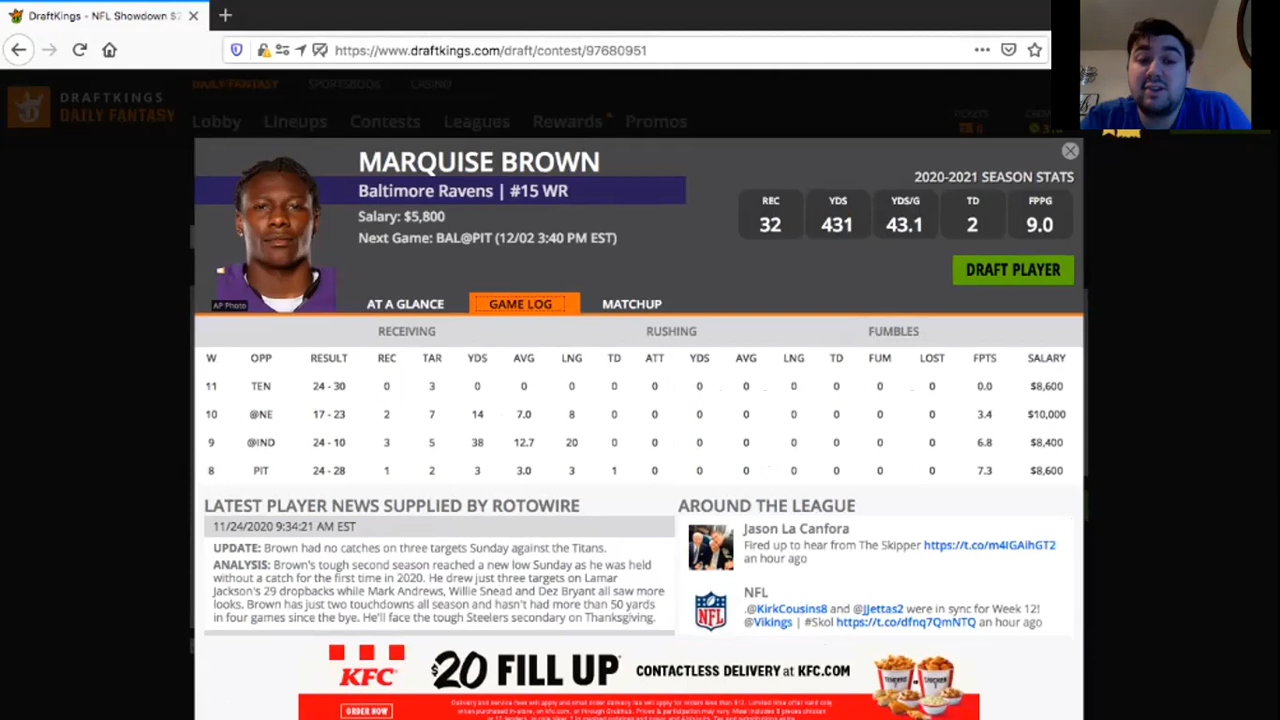 DraftKings - NFL Showdown $2
https://www.draftkings.com/draft/contest/97680951
DRAFTKINGS
DAILY FANTASY
DAILY FANTASY SPORTSBOOK CASINO
Lobby Lineups Contests Leagues Rewards Promos
TICKETS
MARQUISE BROWN
Baltimore Ravens | #15 WR
Salary: $5,800
Next Game: BAL@PIT (12/02 3:40 PM EST)
2020-2021 SEASON STATS
REC YDS YDS/G TD FPPG
32 431 43.1 2 9.0
DRAFT PLAYER
AP Photo
AT A GLANCE GAME LOG MATCHUP
RECEIVING RUSHING FUMBLES
W OPP RESULT REC TAR YDS AVG LNG TD ATT YDS AVG LNG TD FUM LOST FPTS SALARY
11 TEN 24 - 30 0 3 0 0 0 0 0 0 0 0 0 0 0 0.0 $8,600
10 @NE 17 - 23 2 7 14 7.0 8 0 0 0 0 0 0 0 0 3.4 $10,000
9 @IND 24 - 10 3 5 38 12.7 20 0 0 0 0 0 0 0 0 6.8 $8,400
8 PIT 24 - 28 1 2 3 3.0 3 1 0 0 0 0 0 0 0 7.3 $8,600
LATEST PLAYER NEWS SUPPLIED BY ROTOWIRE
11/24/2020 9:34:21 AM EST
UPDATE: Brown had no catches on three targets Sunday against the Titans.
ANALYSIS: Brown's tough second season reached a new low Sunday as he was held
without a catch for the first time in 2020. He drew just three targets on Lamar
Jackson's 29 dropbacks while Mark Andrews, Willie Snead and Dez Bryant all saw more
looks. Brown has just two touchdowns all season and hasn't had more than 50 yards
in four games since the bye. He'll face the tough Steelers secondary on Thanksgiving.
AROUND THE LEAGUE
Jason La Canfora
Fired up to hear from The Skipper https://t.co/m4IGAihGT2
an hour ago
NFL
.@KirkCousins8 and @JJettas2 were in sync for Week 12!
@Vikings | #Skol https://t.co/dfnq7QmNTQ an hour ago
KFC
$20 FILL UP
CONTACTLESS DELIVERY at KFC.COM
ORDER NOW